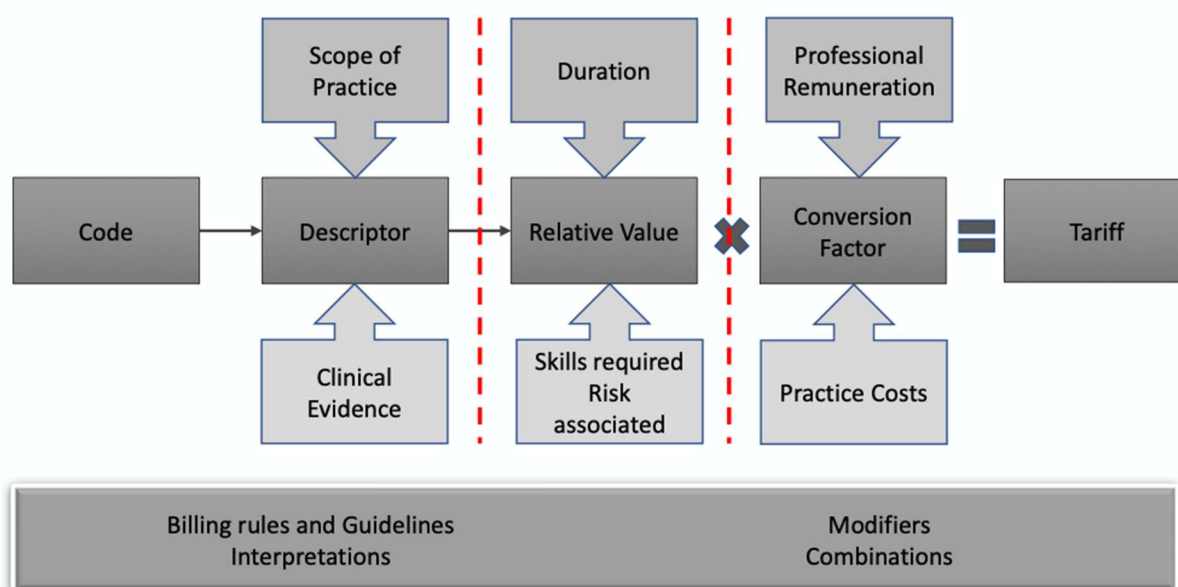 Scope of
Practice
Duration
Professional
Remuneration
Code
Descriptor
Relative Value
Conversion
Factor
Tariff
Clinical
Evidence
Skills required
Risk
associated
Practice Costs
Billing rules and Guidelines
Interpretations
Modifiers
Combinations